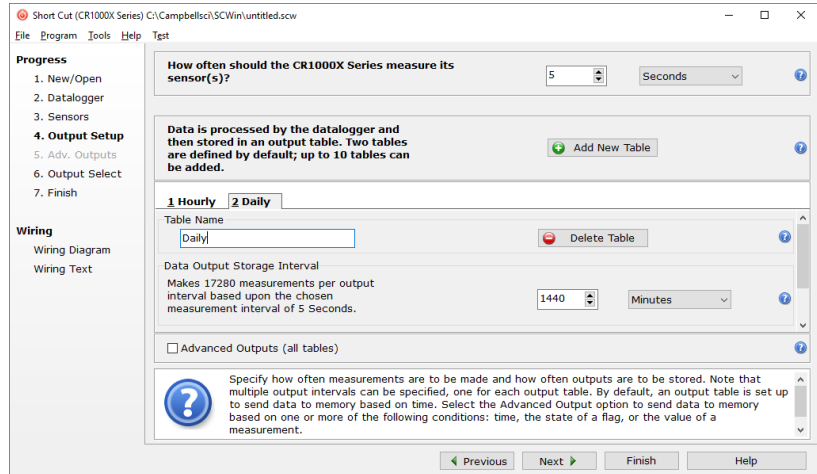 Short Cut (CR1000X Series) C:\Campbellsci\SCWin\untitled.scw
File Program Tools Help Test
Progress
1. New/Open
2. Datalogger
3. Sensors
4. Output Setup
5. Adv. Outputs
6. Output Select
7. Finish
Wiring
Wiring Diagram
Wiring Text
How often should the CR1000X Series measure its
sensor(s)?
5
Seconds
Data is processed by the datalogger and
then stored in an output table. Two tables
are defined by default; up to 10 tables can
be added.
Add New Table
1 Hourly 2 Daily
Table Name
Daily
Delete Table
Data Output Storage Interval
Makes 17280 measurements per output
interval based upon the chosen
measurement interval of 5 Seconds.
1440
Minutes
Advanced Outputs (all tables)
Specify how often measurements are to be made and how often outputs are to be stored. Note that
multiple output intervals can be specified, one for each output table. By default, an output table is set up
to send data to memory based on time. Select the Advanced Output option to send data to memory
based on one or more of the following conditions: time, the state of a flag, or the value of a
measurement.
Previous Next Finish Help